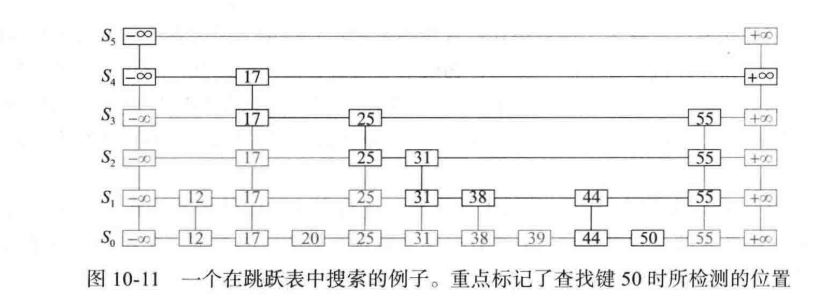 S₅ −∞ +∞
S₄ −∞ 17 +∞
S₃ −∞ 17 25 55 +∞
S₂ −∞ 17 25 31 55 +∞
S₁ −∞ 12 17 25 31 38 44 55 +∞
S₀ −∞ 12 17 20 25 31 38 39 44 50 55 +∞
图 10-11 一个在跳跃表中搜索的例子。重点标记了查找键 50 时所检测的位置